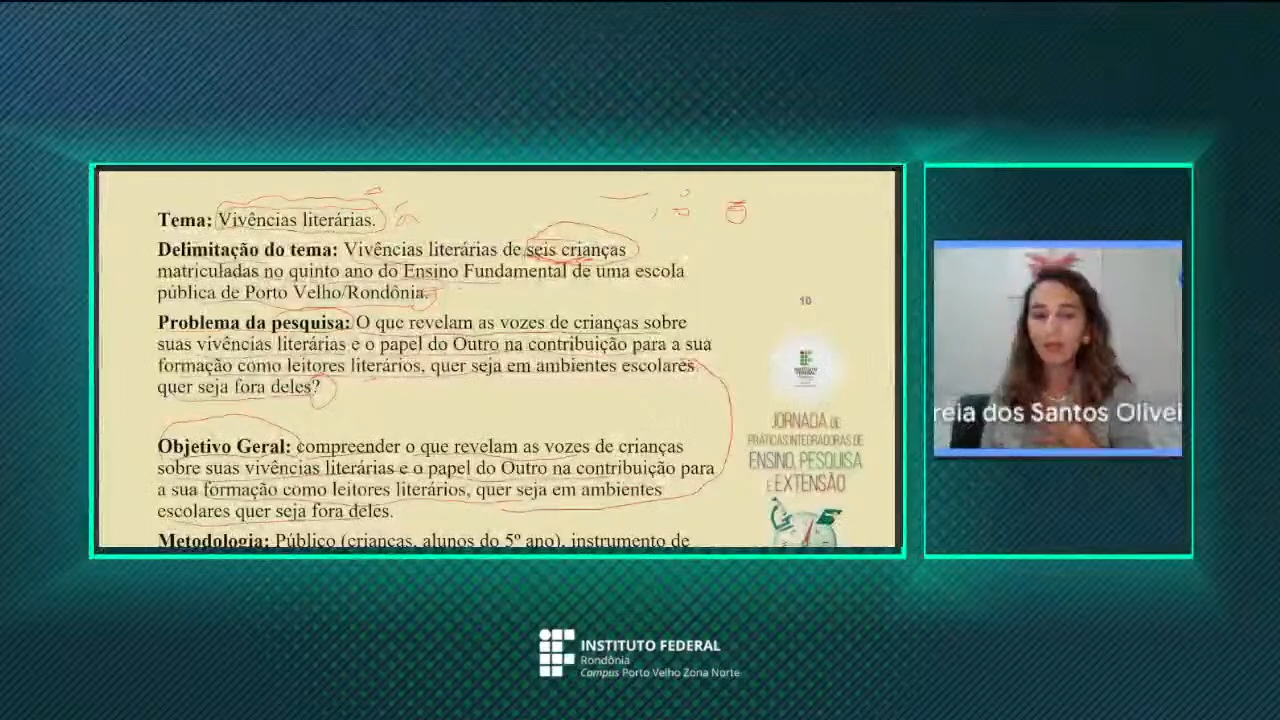 Tema: Vivências literárias.
Delimitação do tema: Vivências literárias de seis crianças
matriculadas no quinto ano do Ensino Fundamental de uma escola
pública de Porto Velho/Rondônia.
Problema da pesquisa: O que revelam as vozes de crianças sobre
suas vivências literárias e o papel do Outro na contribuição para a sua
formação como leitores literários, quer seja em ambientes escolares
quer seja fora deles?
Objetivo Geral: compreender o que revelam as vozes de crianças
sobre suas vivências literárias e o papel do Outro na contribuição para
a sua formação como leitores literários, quer seja em ambientes
escolares quer seja fora deles.
Metodologia: Público (crianças, alunos do 5º ano), instrumento de
10
JORNADA DE
PRÁTICAS INTEGRADORAS DE
ENSINO, PESQUISA
E EXTENSÃO
reia dos Santos Olivei
INSTITUTO FEDERAL
Rondônia
Campus Porto Velho Zona Norte